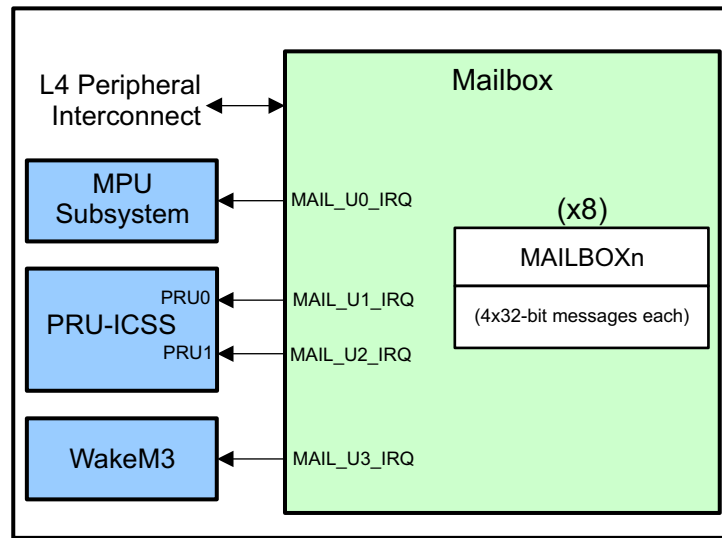 L4 Peripheral
Interconnect
Mailbox
MPU
Subsystem
MAIL_U0_IRQ
(x8)
MAILBOXn
(4x32-bit messages each)
PRU0
PRU-ICSS
PRU1
MAIL_U1_IRQ
MAIL_U2_IRQ
WakeM3
MAIL_U3_IRQ